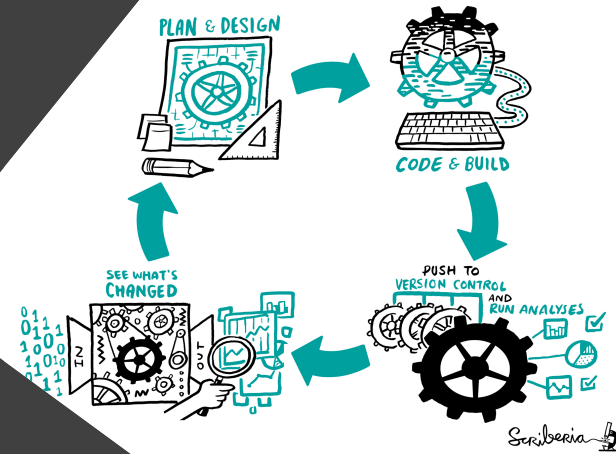 PLAN & DESIGN
CODE & BUILD
PUSH TO
VERSION CONTROL
AND
RUN ANALYSES
SEE WHAT'S
CHANGED
IN
OUT
Scriberia